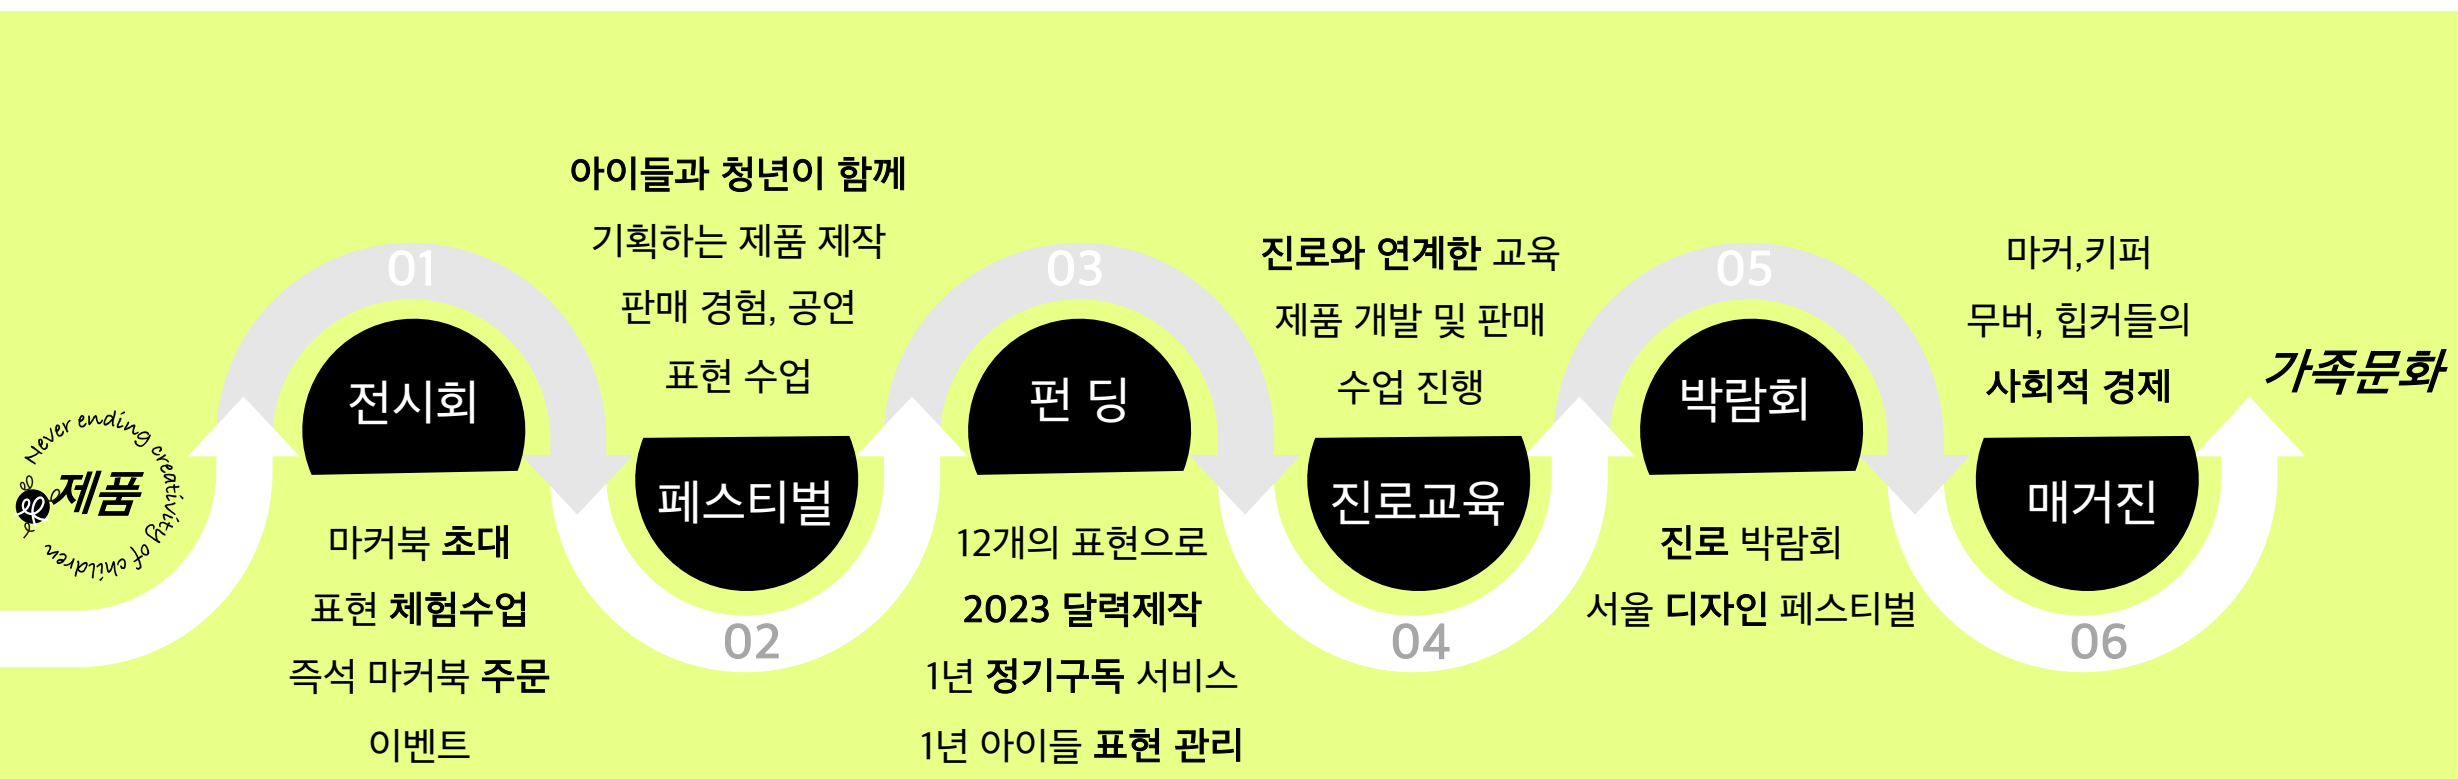 Never ending creativity of children
제품
01
전시회
마커북 초대
표현 체험수업
즉석 마커북 주문
이벤트
아이들과 청년이 함께
기획하는 제품 제작
판매 경험, 공연
표현 수업
페스티벌
02
03
펀 딩
12개의 표현으로
2023 달력제작
1년 정기구독 서비스
1년 아이들 표현 관리
진로와 연계한 교육
제품 개발 및 판매
수업 진행
진로교육
04
05
박람회
진로 박람회
서울 디자인 페스티벌
마커,키퍼
무버, 힙커들의
사회적 경제
매거진
06
가족문화